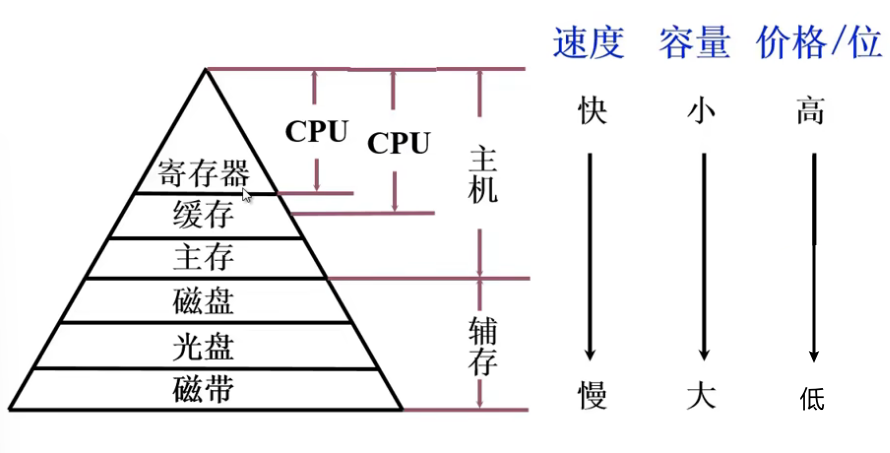 速度 容量 价格/位
快 小 高
CPU
CPU
主机
寄存器
缓存
主存
磁盘
辅存
光盘
磁带
慢 大 低